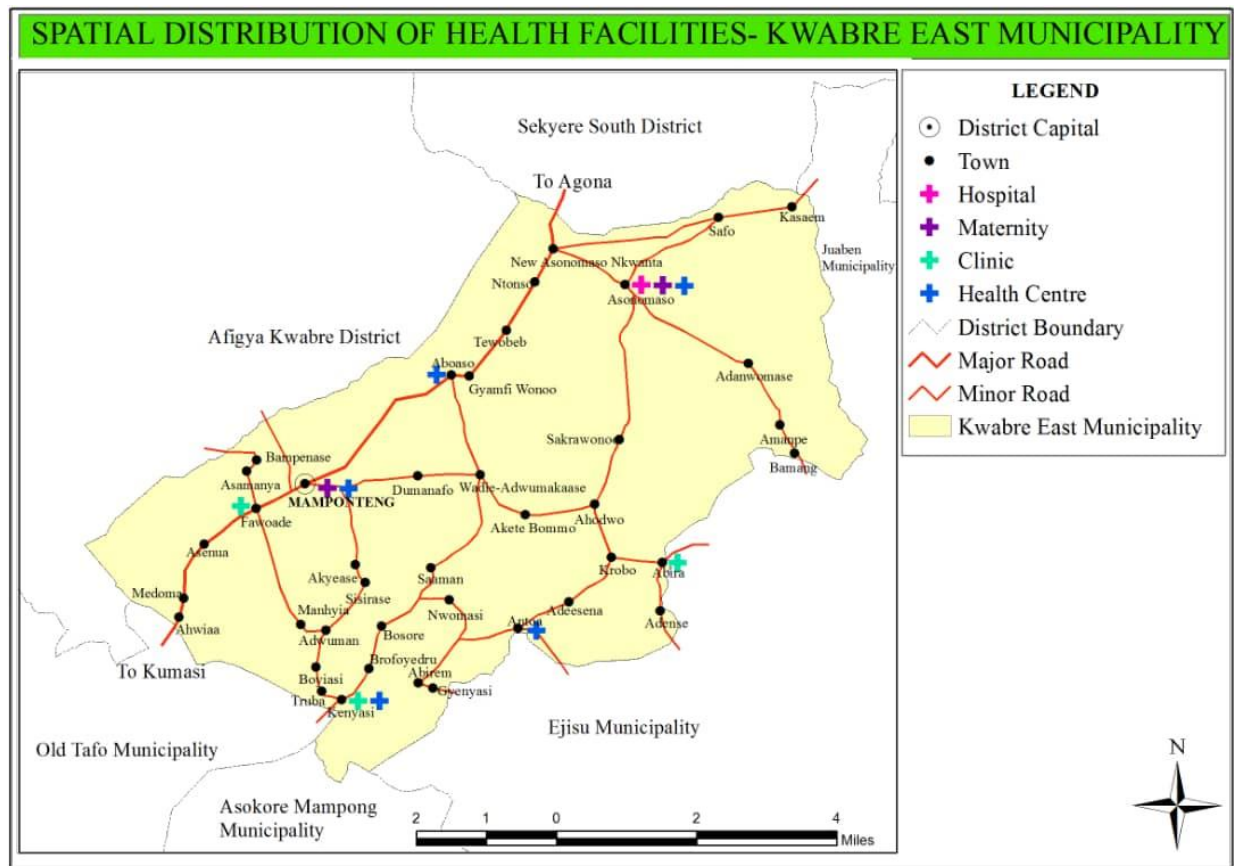 SPATIAL DISTRIBUTION OF HEALTH FACILITIES- KWABRE EAST MUNICIPALITY
LEGEND
District Capital
Town
Hospital
Maternity
Clinic
Health Centre
District Boundary
Major Road
Minor Road
Kwabre East Municipality
Sekyere South District
To Agona
Kasaem
Safo
Juaben
Municipality
New Asonomaso Nkwanta
Ntonso
Asonomaso
Afigya Kwabre District
Tewobeb
Aboaso
Gyamfi Wonoo
Adanwomase
Sakrawono
Amanpe
Bamang
Bampenase
Asamanya
MAMPONTENG
Dumanafo
Wadie-Adwumakaase
Fawoade
Akete Bommo
Ahodwo
Asenua
Krobo
Abira
Akyease
Saaman
Sisirase
Medoma
Nwomasi
Adeesena
Adense
Ahwiaa
Manhyia
Adwuman
Bosore
Antoa
To Kumasi
Brofoyedru
Boyiasi
Abirem
Gyenyasi
Truba
Kenyasi
Ejisu Municipality
Old Tafo Municipality
Asokore Mampong
Municipality
2 1 0 2 4
Miles
N